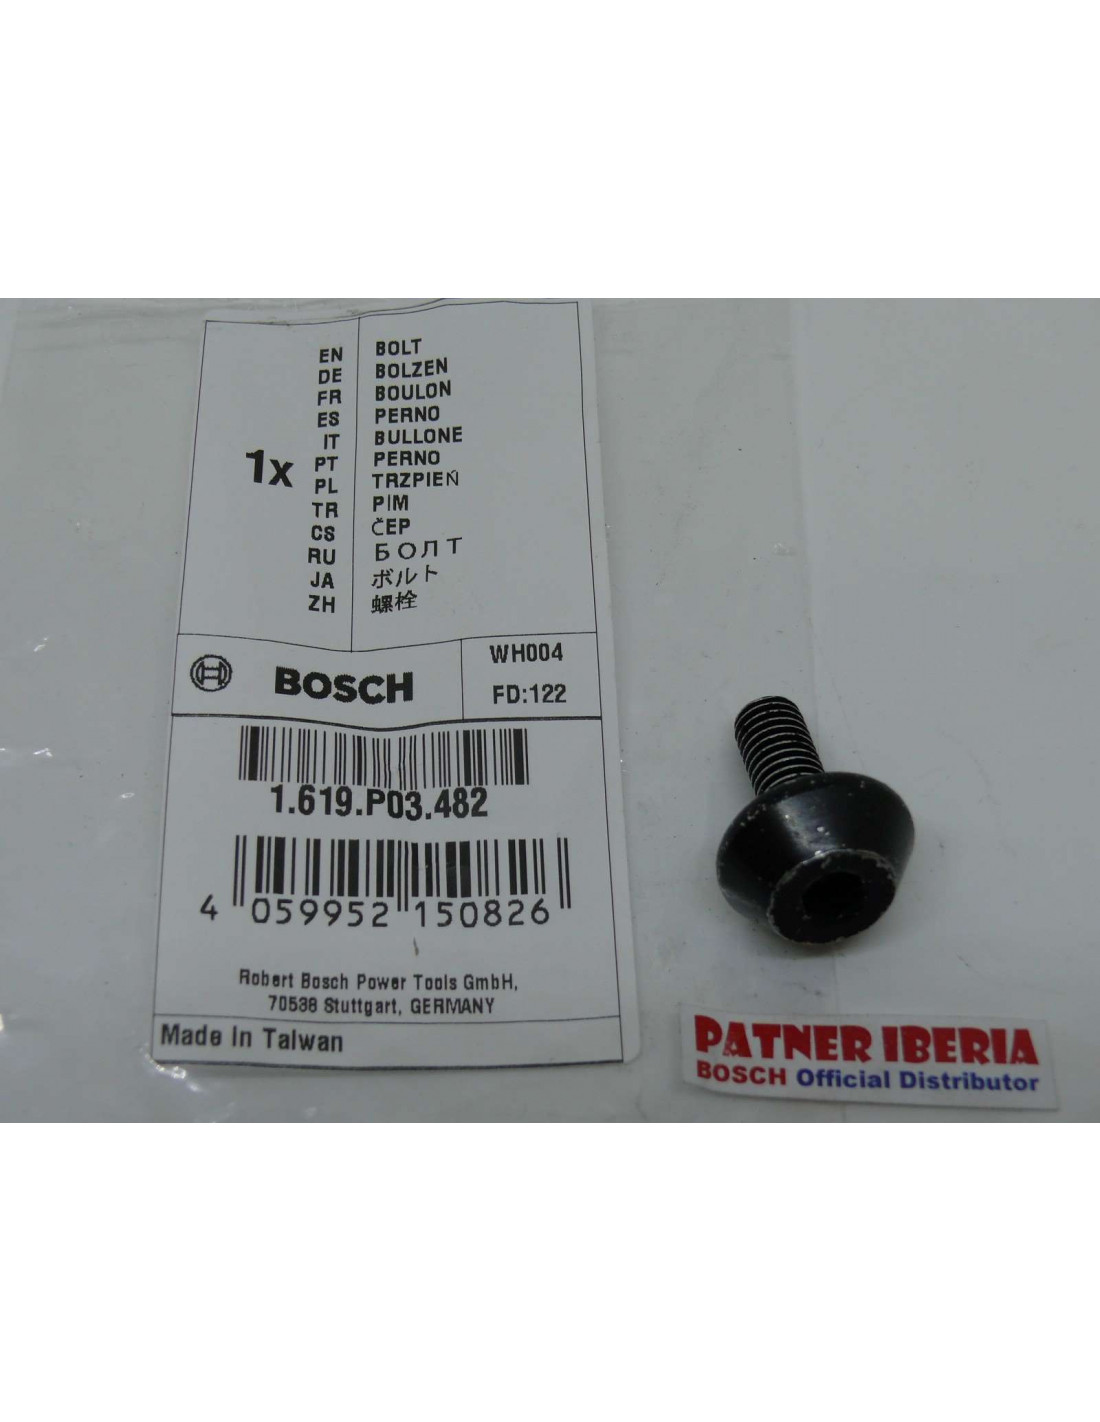 1x
EN BOLT
DE BOLZEN
FR BOULON
ES PERNO
IT BULLONE
PT PERNO
PL TRZPIEŃ
TR PIM
CS ČEP
RU БОЛТ
JA ボルト
ZH 螺栓
BOSCH
WH004
FD:122
1.619.P03.482
4 059952 150826
Robert Bosch Power Tools GmbH,
70538 Stuttgart, GERMANY
Made In Taiwan
PATNER IBERIA
BOSCH Official Distributor